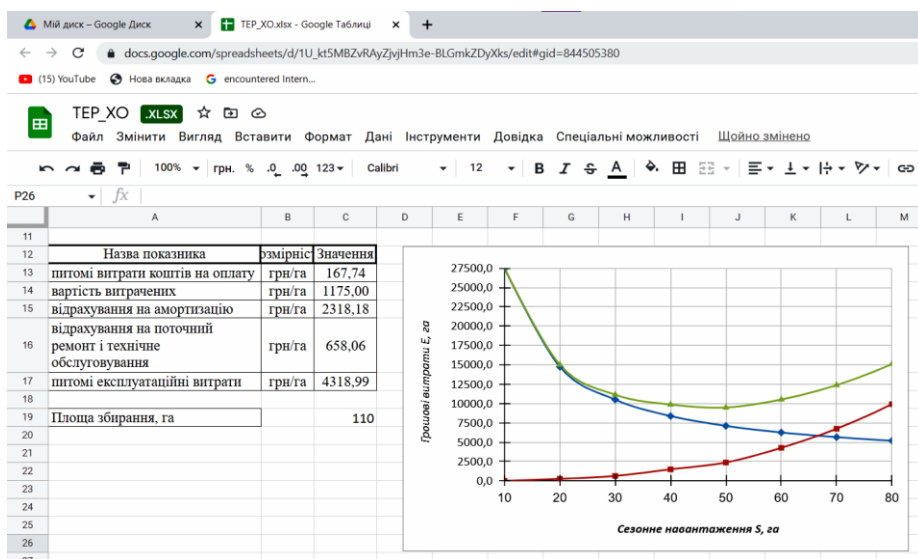 Мій диск – Google Диск
TEP_XO.xlsx - Google Таблиці
docs.google.com/spreadsheets/d/1U_kt5MBZvRAyZjvjHm3e-BLGmkZDyXks/edit#gid=844505380
(15) YouTube Нова вкладка encountered Intern...
TEP_XO .XLSX
Файл Змінити Вигляд Вставити Формат Дані Інструменти Довідка Спеціальні можливості Щойно змінено
100% грн. % .0 .00 123 Calibri 12 B I S A
P26 fx
A B C D E F G H I J K L M
11
12 Назва показника озмірніс Значення
13 питомі витрати коштів на оплату грн/га 167,74
14 вартість витрачених грн/га 1175,00
15 відрахування на амортизацію грн/га 2318,18
відрахування на поточний
16 ремонт і технічне грн/га 658,06
обслуговування
17 питомі експлуатаційні витрати грн/га 4318,99
18
19 Площа збирання, га 110
20
21
22
23
24
25
26
27500,0
25000,0
22500,0
20000,0
17500,0
15000,0
12500,0
10000,0
7500,0
5000,0
2500,0
0,0
Грошові витрати E, га
10 20 30 40 50 60 70 80
Сезонне навантаження S, га